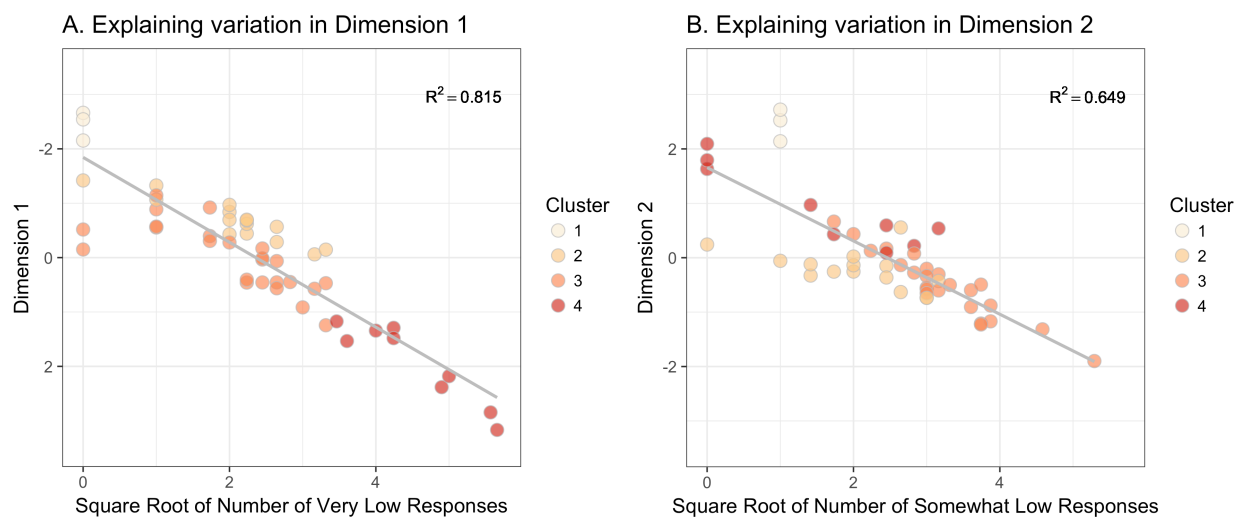 A. Explaining variation in Dimension 1
R² = 0.815
-2
0
2
Dimension 1
0 2 4
Square Root of Number of Very Low Responses
Cluster
1
2
3
4
B. Explaining variation in Dimension 2
R² = 0.649
2
0
-2
Dimension 2
0 2 4
Square Root of Number of Somewhat Low Responses
Cluster
1
2
3
4